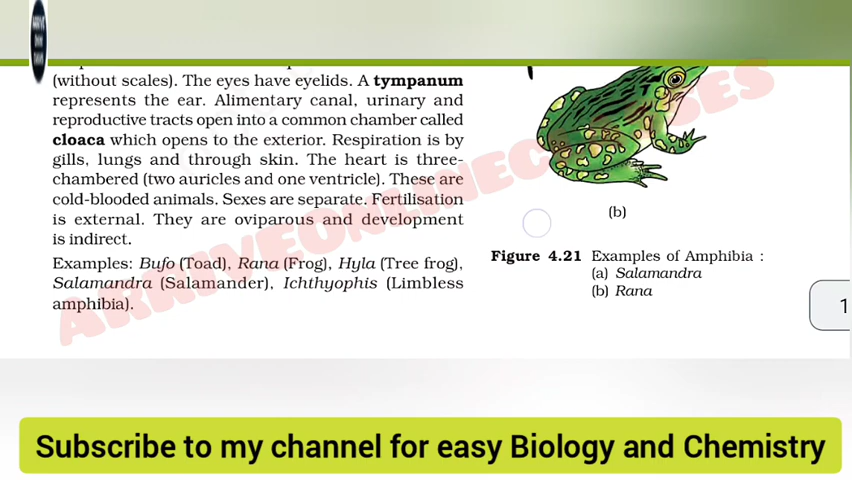 (without scales). The eyes have eyelids. A tympanum
represents the ear. Alimentary canal, urinary and
reproductive tracts open into a common chamber called
cloaca which opens to the exterior. Respiration is by
gills, lungs and through skin. The heart is three-
chambered (two auricles and one ventricle). These are
cold-blooded animals. Sexes are separate. Fertilisation
is external. They are oviparous and development
is indirect.
Examples: Bufo (Toad), Rana (Frog), Hyla (Tree frog),
Salamandra (Salamander), Ichthyophis (Limbless
amphibia).
(b)
Figure 4.21 Examples of Amphibia :
(a) Salamandra
(b) Rana
1
ARNIVEONLINECLASSES
Subscribe to my channel for easy Biology and Chemistry